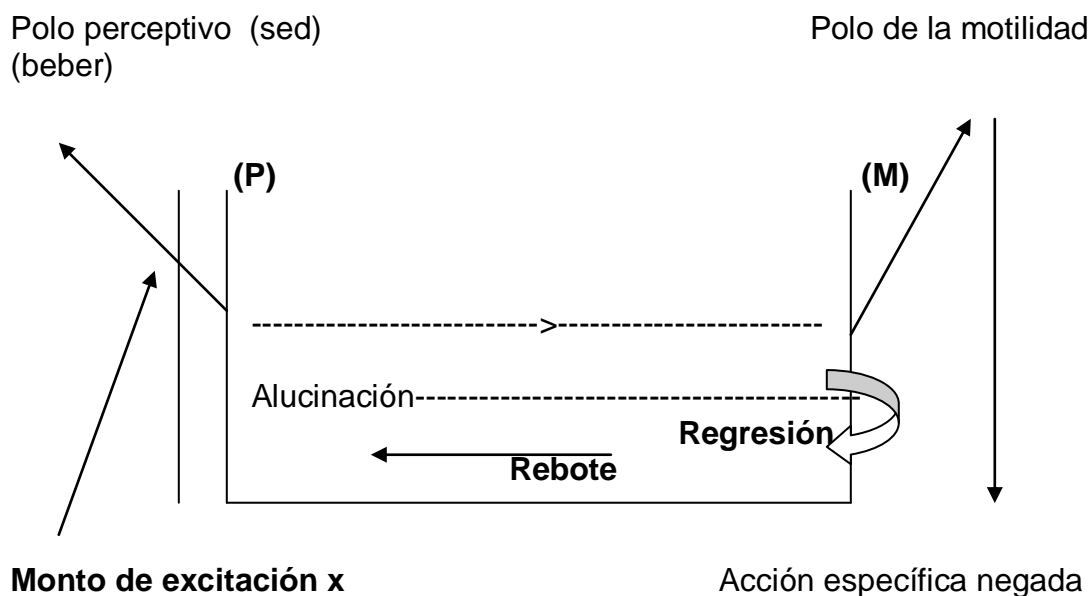 Polo perceptivo (sed) Polo de la motilidad
(beber)
(P) (M)
------------------------->-----------------------
Alucinación-----------------------------------
Regresión
Rebote
Monto de excitación x Acción específica negada